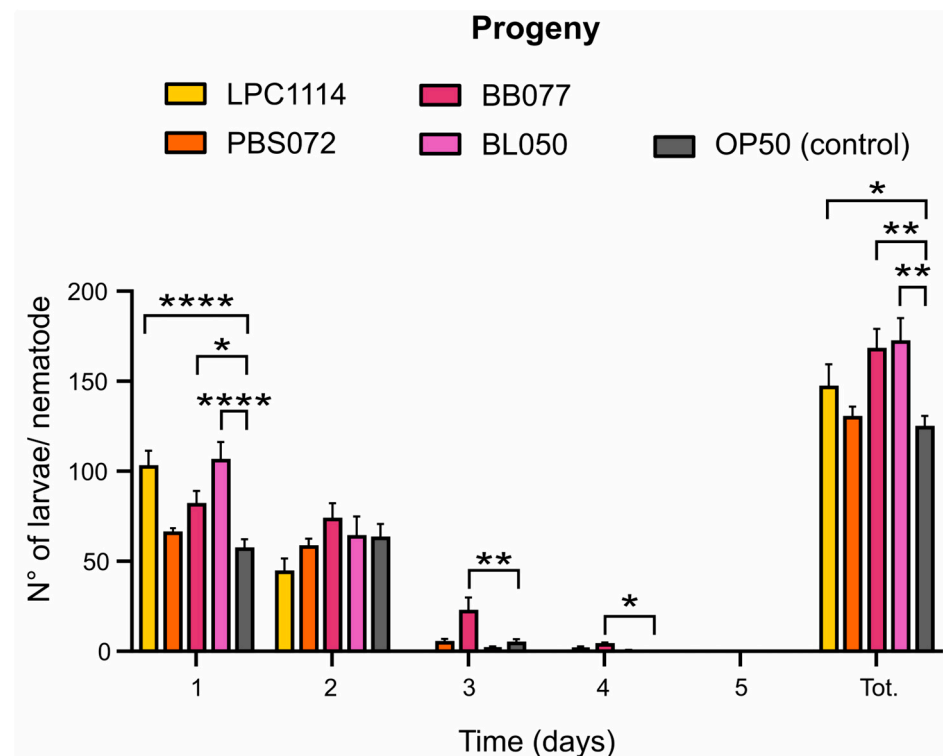 Progeny
LPC1114
BB077
PBS072
BL050
OP50 (control)
*
**
**
200
****
*
150
****
100
50
**
*
0
N° of larvae/ nematode
1
2
3
4
5
Tot.
Time (days)